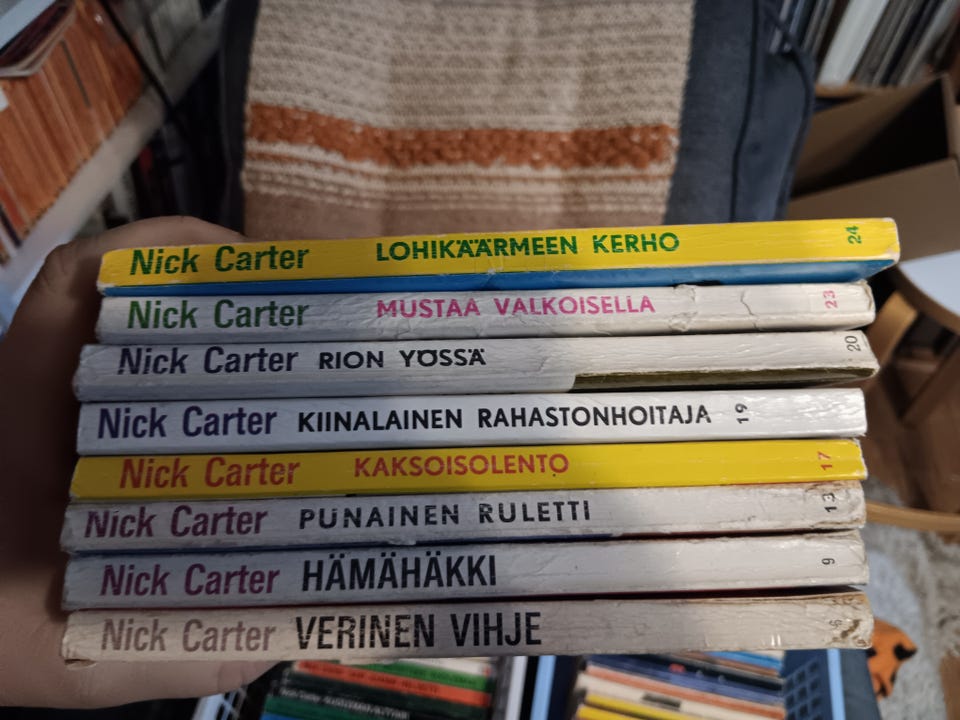 Nick Carter LOHIKÄÄRMEEN KERHO 24
Nick Carter MUSTAA VALKOISELLA 23
Nick Carter RION YÖSSÄ 20
Nick Carter KIINALAINEN RAHASTONHOITAJA 19
Nick Carter KAKSOISOLENTO 17
Nick Carter PUNAINEN RULETTI 13
Nick Carter HÄMÄHÄKKI 9
Nick Carter VERINEN VIHJE